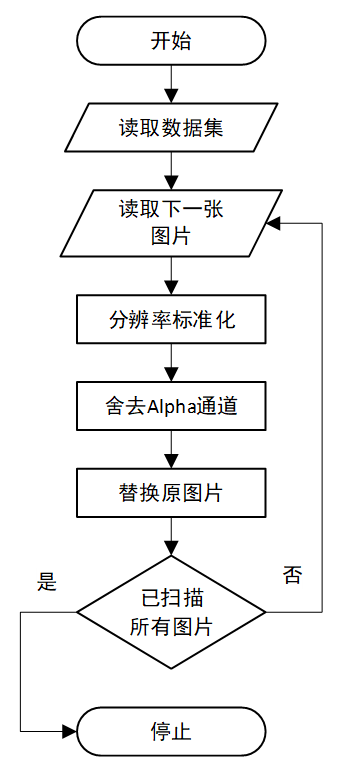 开始
读取数据集
读取下一张
图片
分辨率标准化
舍去Alpha通道
替换原图片
已扫描
所有图片
是
否
停止